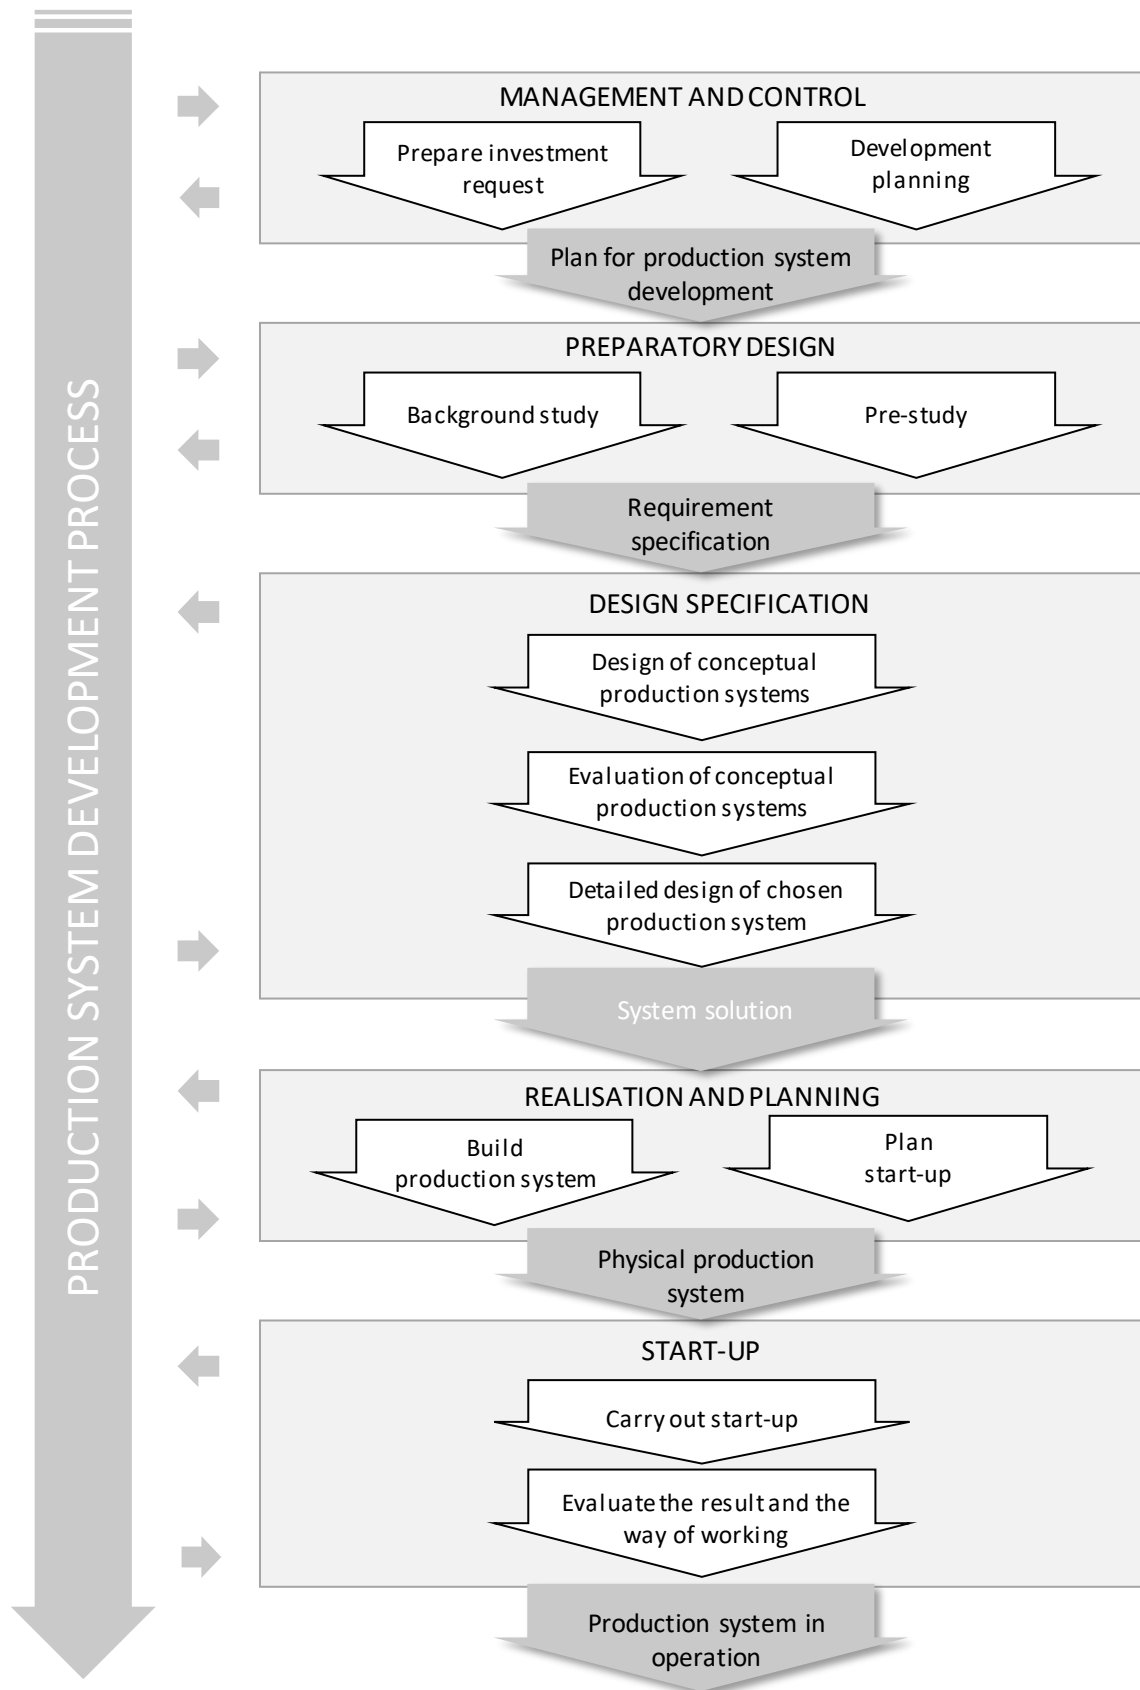 PRODUCTION SYSTEM DEVELOPMENT PROCESS
MANAGEMENT AND CONTROL
Prepare investment
request
Development
planning
Plan for production system
development
PREPARATORY DESIGN
Background study
Pre-study
Requirement
specification
DESIGN SPECIFICATION
Design of conceptual
production systems
Evaluation of conceptual
production systems
Detailed design of chosen
production system
System solution
REALISATION AND PLANNING
Build
production system
Plan
start-up
Physical production
system
START-UP
Carry out start-up
Evaluate the result and the
way of working
Production system in
operation